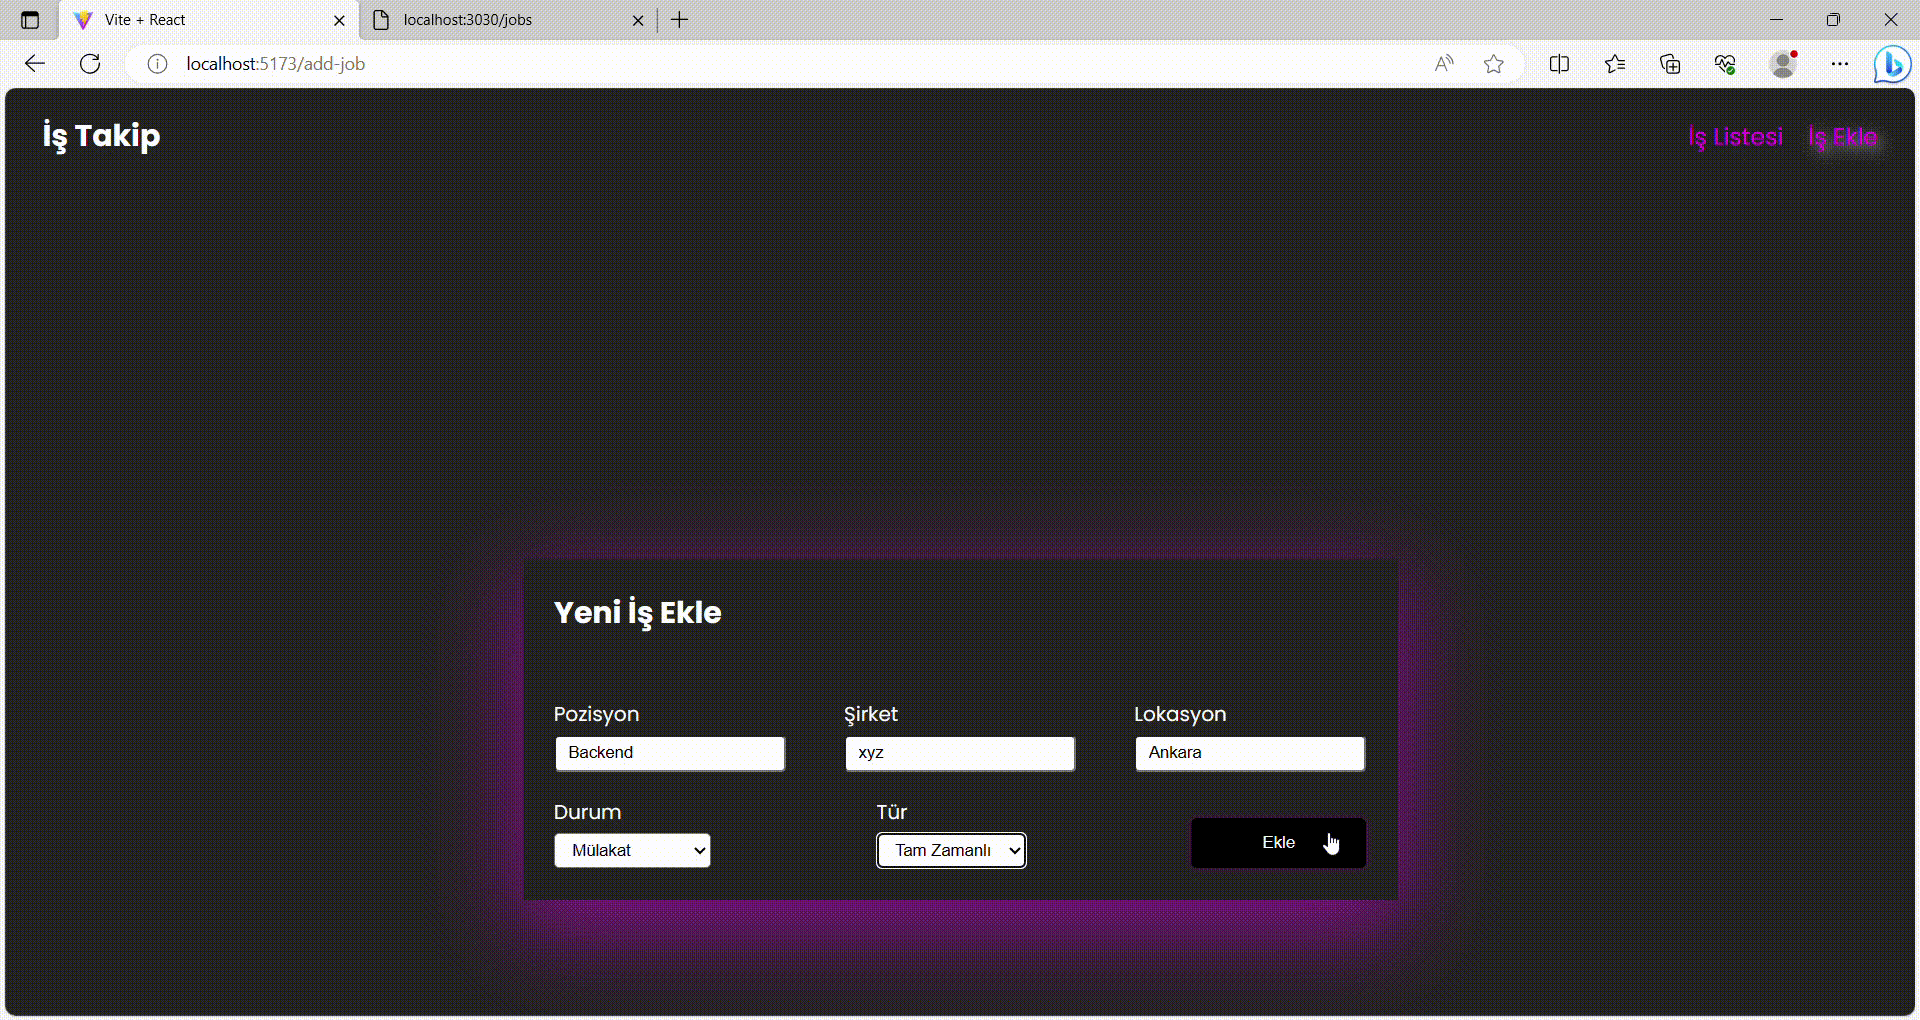 Vite + React
localhost:3030/jobs
localhost:5173/add-job
İş Takip
İş Listesi
İş Ekle
Yeni İş Ekle
Pozisyon
Şirket
Lokasyon
Backend
xyz
Ankara
Durum
Tür
Mülakat
Tam Zamanlı
Ekle